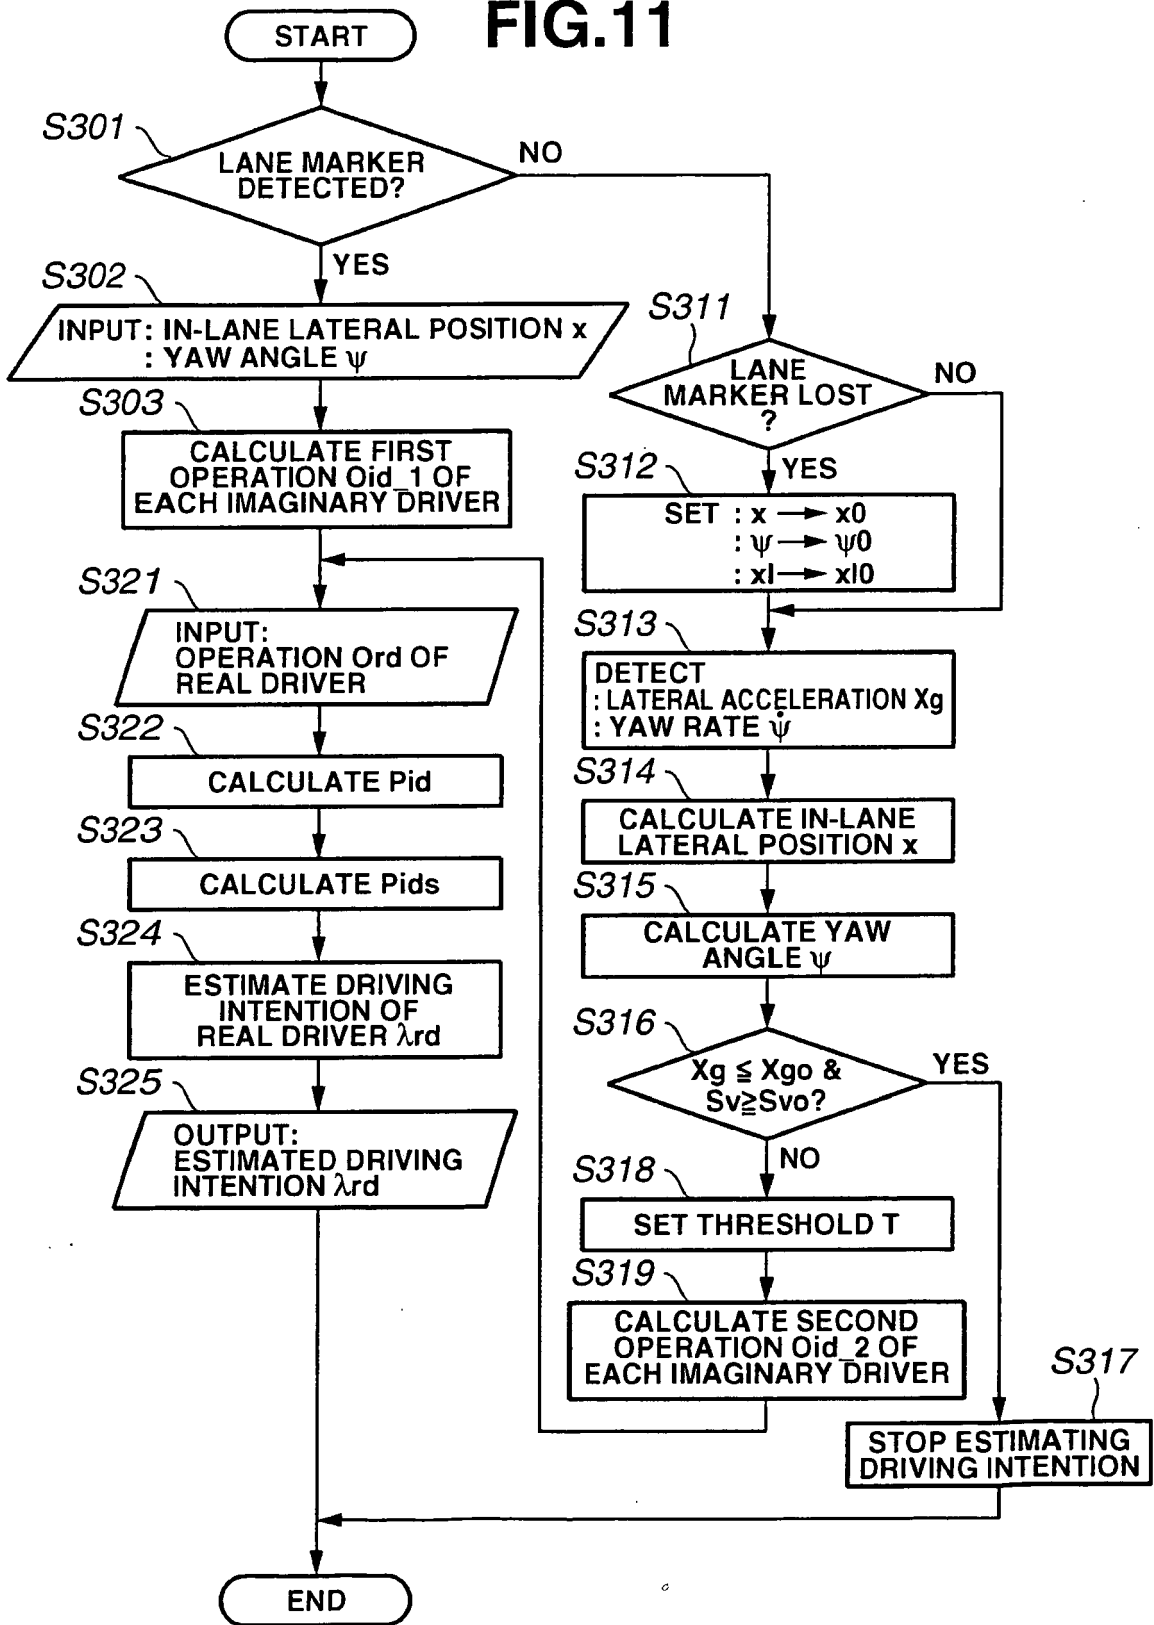 FIG.11
START
S301
LANE MARKER
DETECTED?
NO
YES
S302
INPUT: IN-LANE LATERAL POSITION x
: YAW ANGLE ψ
S303
CALCULATE FIRST
OPERATION Oid_1 OF
EACH IMAGINARY DRIVER
S321
INPUT:
OPERATION Ord OF
REAL DRIVER
S322
CALCULATE Pid
S323
CALCULATE Pids
S324
ESTIMATE DRIVING
INTENTION OF
REAL DRIVER λrd
S325
OUTPUT:
ESTIMATED DRIVING
INTENTION λrd
END
S311
LANE
MARKER LOST
?
NO
YES
S312
SET : x → x0
: ψ → ψ0
: xl → xl0
S313
DETECT
: LATERAL ACCELERATION Xg
: YAW RATE ψ̇
S314
CALCULATE IN-LANE
LATERAL POSITION x
S315
CALCULATE YAW
ANGLE ψ
S316
Xg ≦ Xgo &
Sv≧Svo?
YES
NO
S318
SET THRESHOLD T
S319
CALCULATE SECOND
OPERATION Oid_2 OF
EACH IMAGINARY DRIVER
S317
STOP ESTIMATING
DRIVING INTENTION